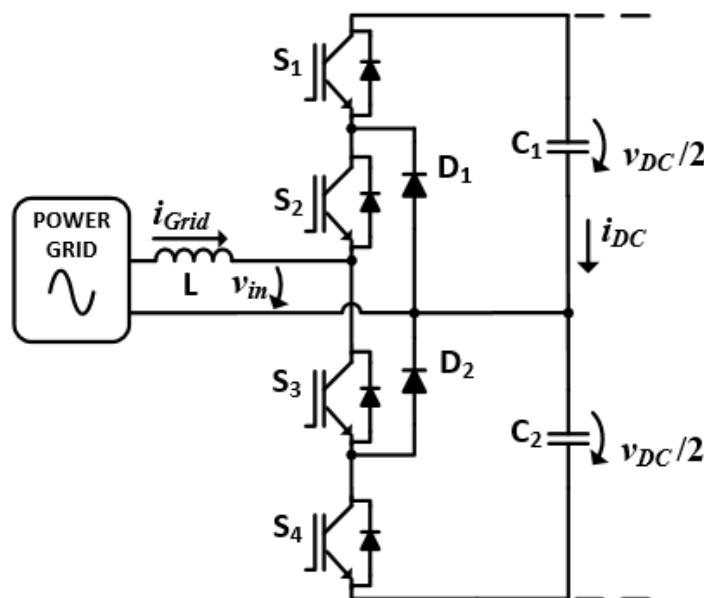 S1
C1
vDC/2
D1
S2
POWER
GRID
iGrid
iDC
L
vin
D2
S3
C2
vDC/2
S4